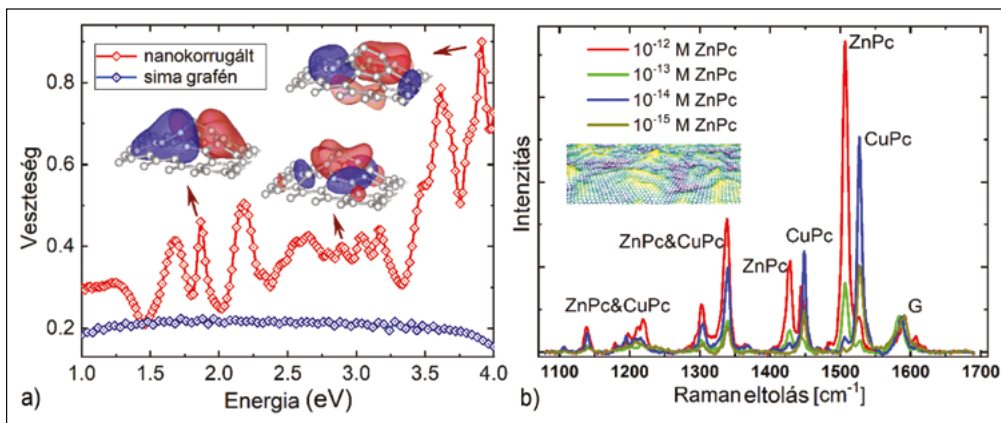 Veszteség
0.8
0.6
0.4
0.2
nanokorrugált
sima grafén
1.0 1.5 2.0 2.5 3.0 3.5 4.0
a)
Energia (eV)
Intenzitás
10⁻¹² M ZnPc
10⁻¹³ M ZnPc
10⁻¹⁴ M ZnPc
10⁻¹⁵ M ZnPc
ZnPc
CuPc
ZnPc&CuPc
CuPc
ZnPc
ZnPc&CuPc
G
1100 1200 1300 1400 1500 1600 1700
b)
Raman eltolás [cm⁻¹]